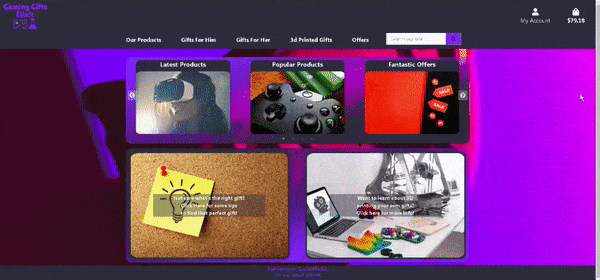 Gaming Gifts
Elixir
My Account
$79.18
Our Products
Gifts For Him
Gifts For Her
3d Printed Gifts
Offers
Search our site
Latest Products
Popular Products
Fantastic Offers
SALE
SALE
Not sure what's the right gift?
Click here for some tips
to find that perfect gift!
Want to learn about 3D
printing your own gifts?
Click here for more info!